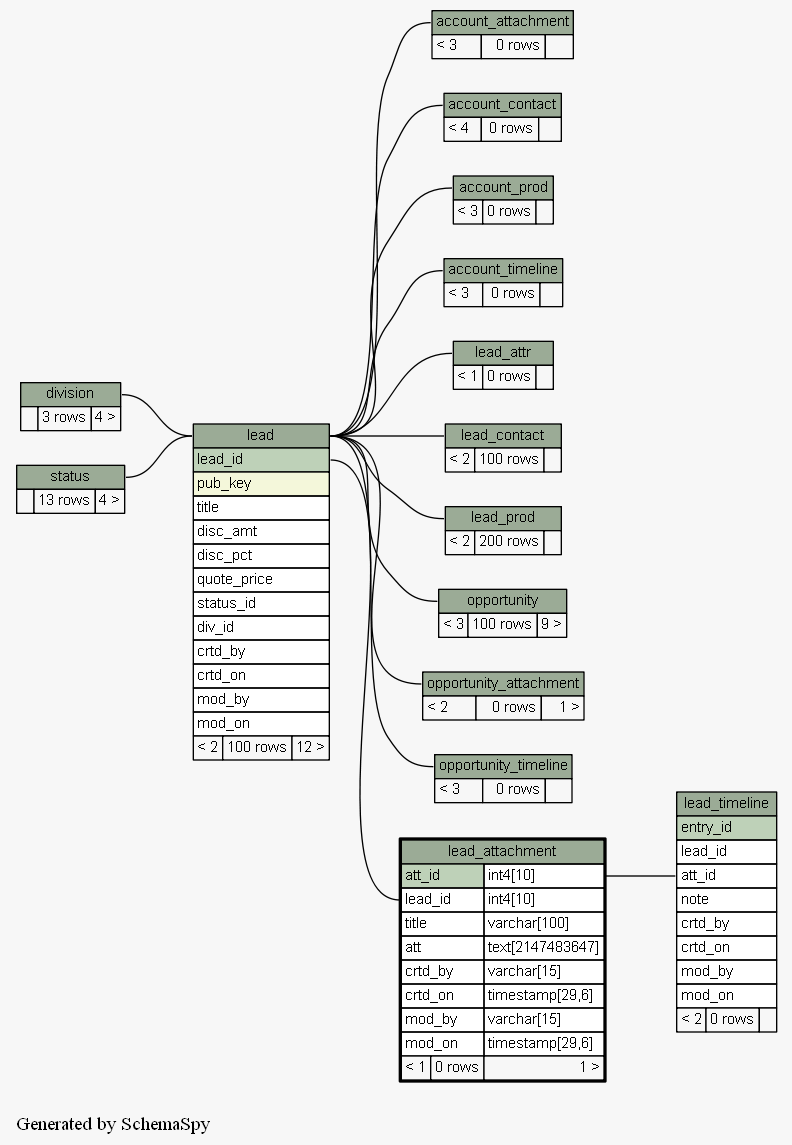 account_attachment
< 3 0 rows
account_contact
< 4 0 rows
account_prod
< 3 0 rows
account_timeline
< 3 0 rows
lead_attr
< 1 0 rows
division
3 rows 4 >
status
13 rows 4 >
lead
lead_id
pub_key
title
disc_amt
disc_pct
quote_price
status_id
div_id
crtd_by
crtd_on
mod_by
mod_on
< 2 100 rows 12 >
lead_contact
< 2 100 rows
lead_prod
< 2 200 rows
opportunity
< 3 100 rows 9 >
opportunity_attachment
< 2 0 rows 1 >
opportunity_timeline
< 3 0 rows
lead_attachment
att_id int4[10]
lead_id int4[10]
title varchar[100]
att text[2147483647]
crtd_by varchar[15]
crtd_on timestamp[29,6]
mod_by varchar[15]
mod_on timestamp[29,6]
< 1 0 rows 1 >
lead_timeline
entry_id
lead_id
att_id
note
crtd_by
crtd_on
mod_by
mod_on
< 2 0 rows
Generated by SchemaSpy